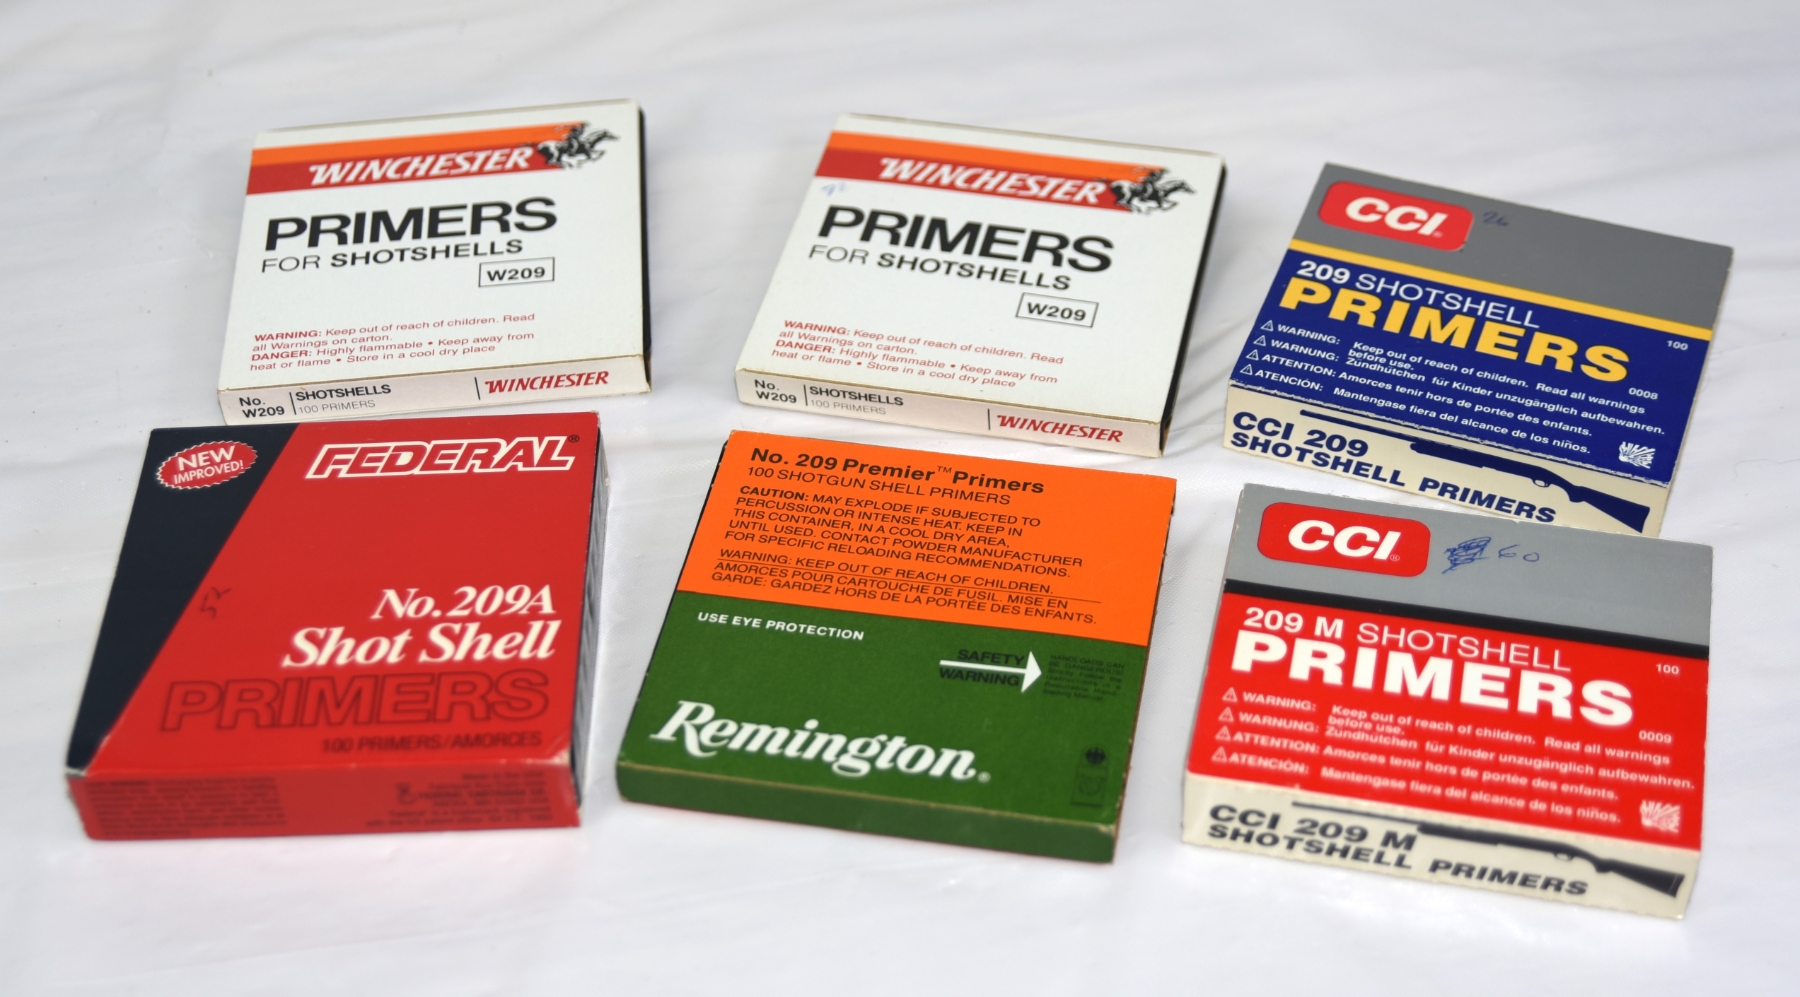 WINCHESTER
PRIMERS
FOR SHOTSHELLS
W209
WARNING: Keep out of reach of children. Read
all Warnings on carton.
DANGER: Highly flammable • Keep away from
heat or flame • Store in a cool dry place
No.
W209
SHOTSHELLS
100 PRIMERS
WINCHESTER
WINCHESTER
PRIMERS
FOR SHOTSHELLS
W209
WARNING: Keep out of reach of children. Read
all Warnings on carton.
DANGER: Highly flammable • Keep away from
heat or flame • Store in a cool dry place
No.
W209
SHOTSHELLS
100 PRIMERS
WINCHESTER
CCI®
26
209 SHOTSHELL
PRIMERS
100
WARNING: Keep out of reach of children. Read all warnings
before use.
0008
WARNUNG: Zündhütchen für Kinder unzugänglich aufbewahren.
ATTENTION: Amorces tenir hors de portée des enfants.
ATENCIÓN: Mantengase fiera del alcance de los niños.
CCI 209
SHOTSHELL PRIMERS
NEW
IMPROVED!
FEDERAL®
No. 209A
Shot Shell
PRIMERS
100 PRIMERS/AMORCES
No. 209 Premier™ Primers
100 SHOTGUN SHELL PRIMERS
CAUTION: MAY EXPLODE IF SUBJECTED TO
PERCUSSION OR INTENSE HEAT. KEEP IN
THIS CONTAINER, IN A COOL DRY AREA,
UNTIL USED. CONTACT POWDER MANUFACTURER
FOR SPECIFIC RELOADING RECOMMENDATIONS.
WARNING: KEEP OUT OF REACH OF CHILDREN.
AMORCES POUR CARTOUCHE DE FUSIL. MISE EN
GARDE: GARDEZ HORS DE LA PORTÉE DES ENFANTS.
USE EYE PROTECTION
SAFETY
WARNING
Remington®
CCI®
60
209 M SHOTSHELL
PRIMERS
100
WARNING: Keep out of reach of children. Read all warnings
before use.
0009
WARNUNG: Zündhütchen für Kinder unzugänglich aufbewahren.
ATTENTION: Amorces tenir hors de portée des enfants.
ATENCIÓN: Mantengase fiera del alcance de los niños.
CCI 209 M
SHOTSHELL PRIMERS